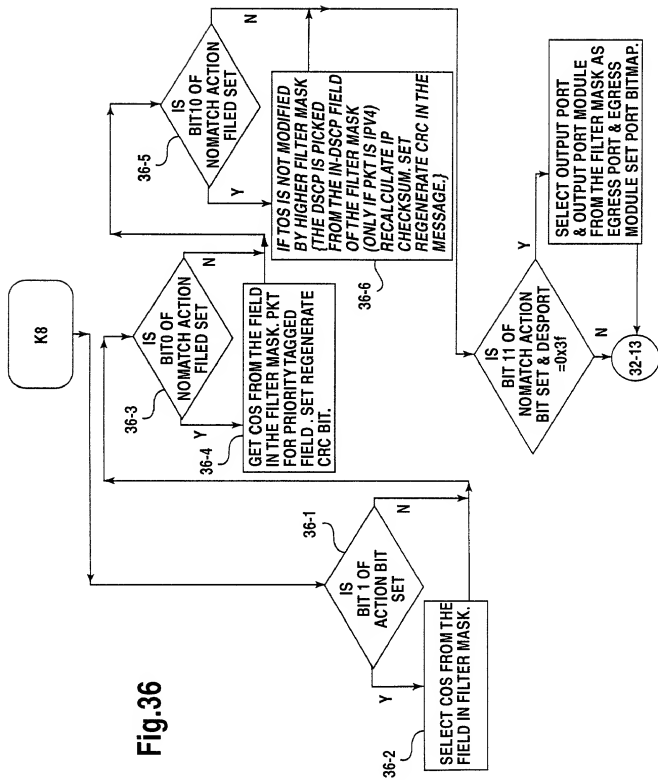 K8
36-1
IS
BIT 1 OF
ACTION BIT
SET
Y
N
36-2
SELECT COS FROM THE
FIELD IN FILTER MASK.
36-3
IS
BIT0 OF
NOMATCH ACTION
FILED SET
Y
N
36-4
GET COS FROM THE FIELD
IN THE FILTER MASK. PKT
FOR PRIORITY TAGGED
FIELD . SET REGENERATE
CRC BIT.
36-5
IS
BIT10 OF
NOMATCH ACTION
FILED SET
Y
N
IF TOS IS NOT MODIFIED
BY HIGHER FILTER MASK
{THE DSCP IS PICKED
FROM THE IN-DSCP FIELD
OF THE FILTER MASK
(ONLY IF PKT IS IPV4)
RECALCULATE IP
CHECKSUM. SET
REGENERATE CRC IN THE
MESSAGE.}
36-6
IS
BIT 11 OF
NOMATCH ACTION
BIT SET & DESPORT
=0x3f
Y
N
SELECT OUTPUT PORT
& OUTPUT PORT MODULE
FROM THE FILTER MASK AS
EGRESS PORT & EGRESS
MODULE SET PORT BITMAP.
32-13
Fig.36